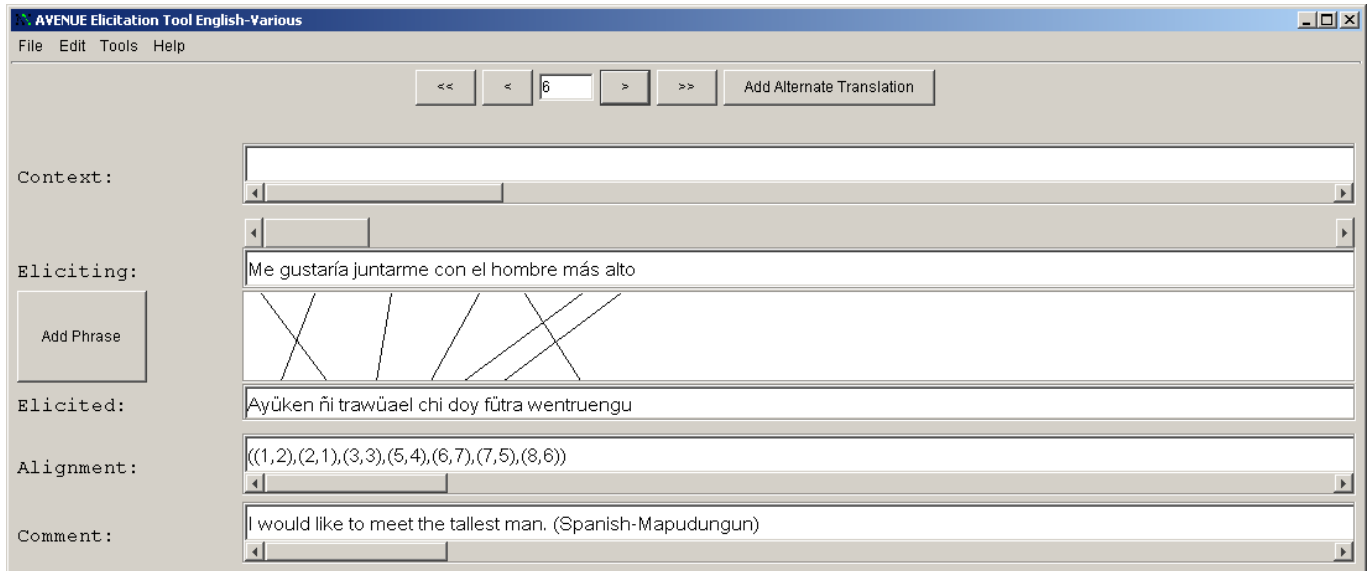 AVENUE Elicitation Tool English-Various
File Edit Tools Help
<< < 6 > >> Add Alternate Translation
Context:
Eliciting: Me gustaría juntarme con el hombre más alto
Add Phrase
Elicited: Ayüken ñi trawüael chi doy fütra wentruengu
Alignment: ((1,2),(2,1),(3,3),(5,4),(6,7),(7,5),(8,6))
Comment: I would like to meet the tallest man. (Spanish-Mapudungun)